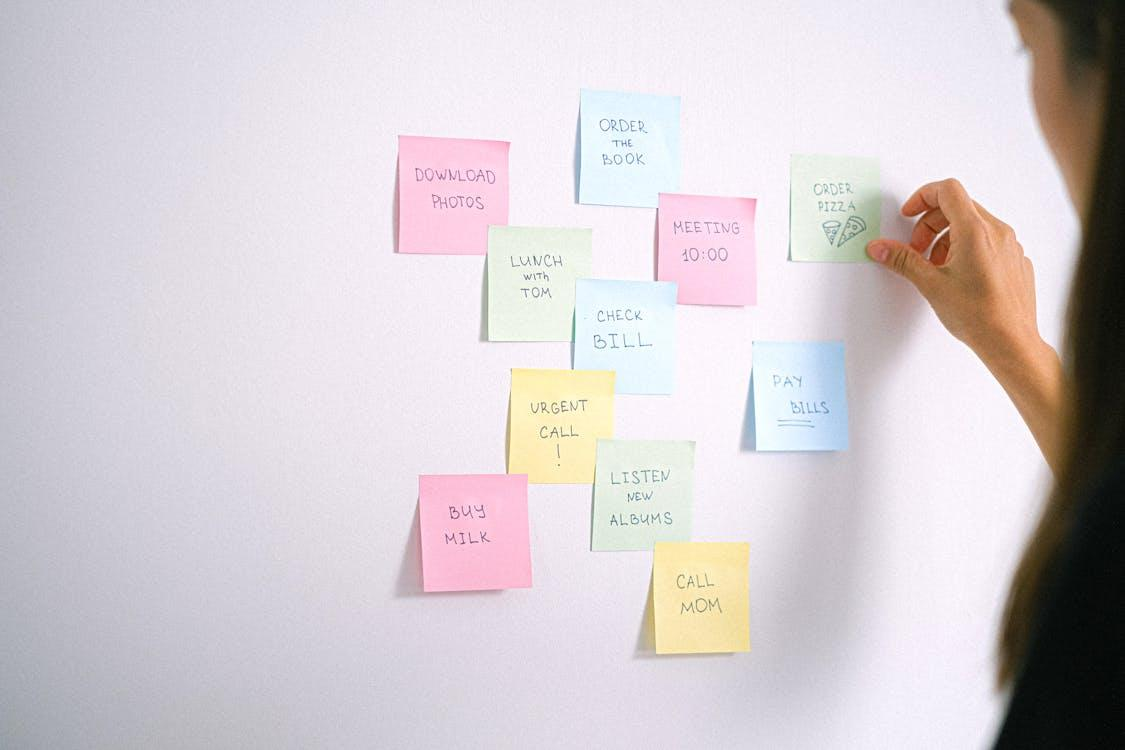 DOWNLOAD
PHOTOS
ORDER
THE
BOOK
MEETING
10:00
ORDER
PIZZA
LUNCH
with
TOM
CHECK
BILL
PAY
BILLS
URGENT
CALL
!
LISTEN
NEW
ALBUMS
BUY
MILK
CALL
MOM